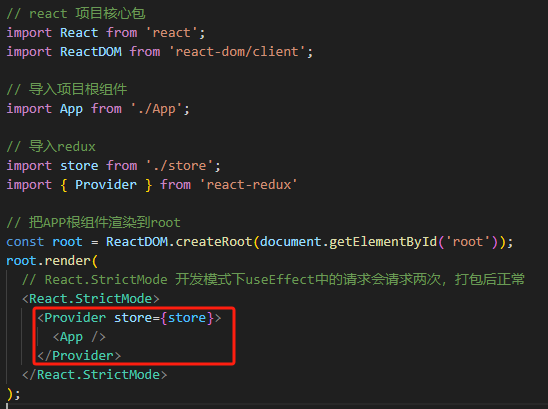 // react 项目核心包
import React from 'react';
import ReactDOM from 'react-dom/client';
// 导入项目根组件
import App from './App';
// 导入redux
import store from './store';
import { Provider } from 'react-redux'
// 把APP根组件渲染到root
const root = ReactDOM.createRoot(document.getElementById('root'));
root.render(
// React.StrictMode 开发模式下useEffect中的请求会请求两次，打包后正常
<React.StrictMode>
<Provider store={store}>
<App />
</Provider>
</React.StrictMode>
);